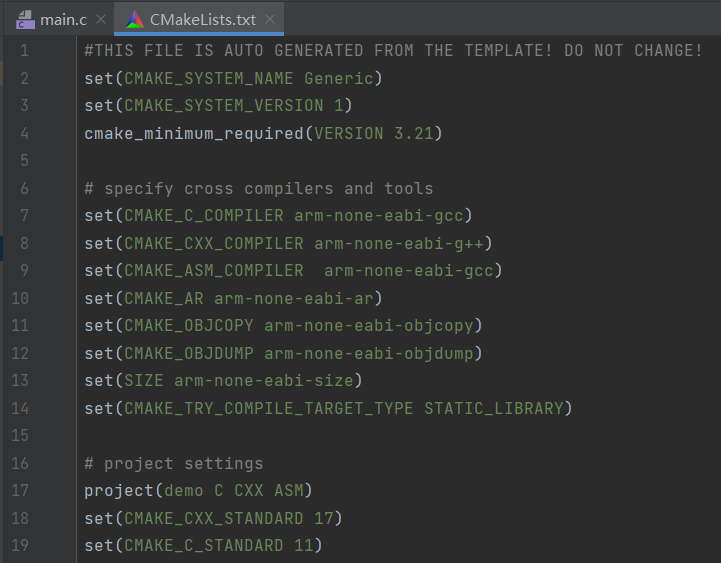 main.c
CMakeLists.txt
1 #THIS FILE IS AUTO GENERATED FROM THE TEMPLATE! DO NOT CHANGE!
2 set(CMAKE_SYSTEM_NAME Generic)
3 set(CMAKE_SYSTEM_VERSION 1)
4 cmake_minimum_required(VERSION 3.21)
5
6 # specify cross compilers and tools
7 set(CMAKE_C_COMPILER arm-none-eabi-gcc)
8 set(CMAKE_CXX_COMPILER arm-none-eabi-g++)
9 set(CMAKE_ASM_COMPILER  arm-none-eabi-gcc)
10 set(CMAKE_AR arm-none-eabi-ar)
11 set(CMAKE_OBJCOPY arm-none-eabi-objcopy)
12 set(CMAKE_OBJDUMP arm-none-eabi-objdump)
13 set(SIZE arm-none-eabi-size)
14 set(CMAKE_TRY_COMPILE_TARGET_TYPE STATIC_LIBRARY)
15
16 # project settings
17 project(demo C CXX ASM)
18 set(CMAKE_CXX_STANDARD 17)
19 set(CMAKE_C_STANDARD 11)